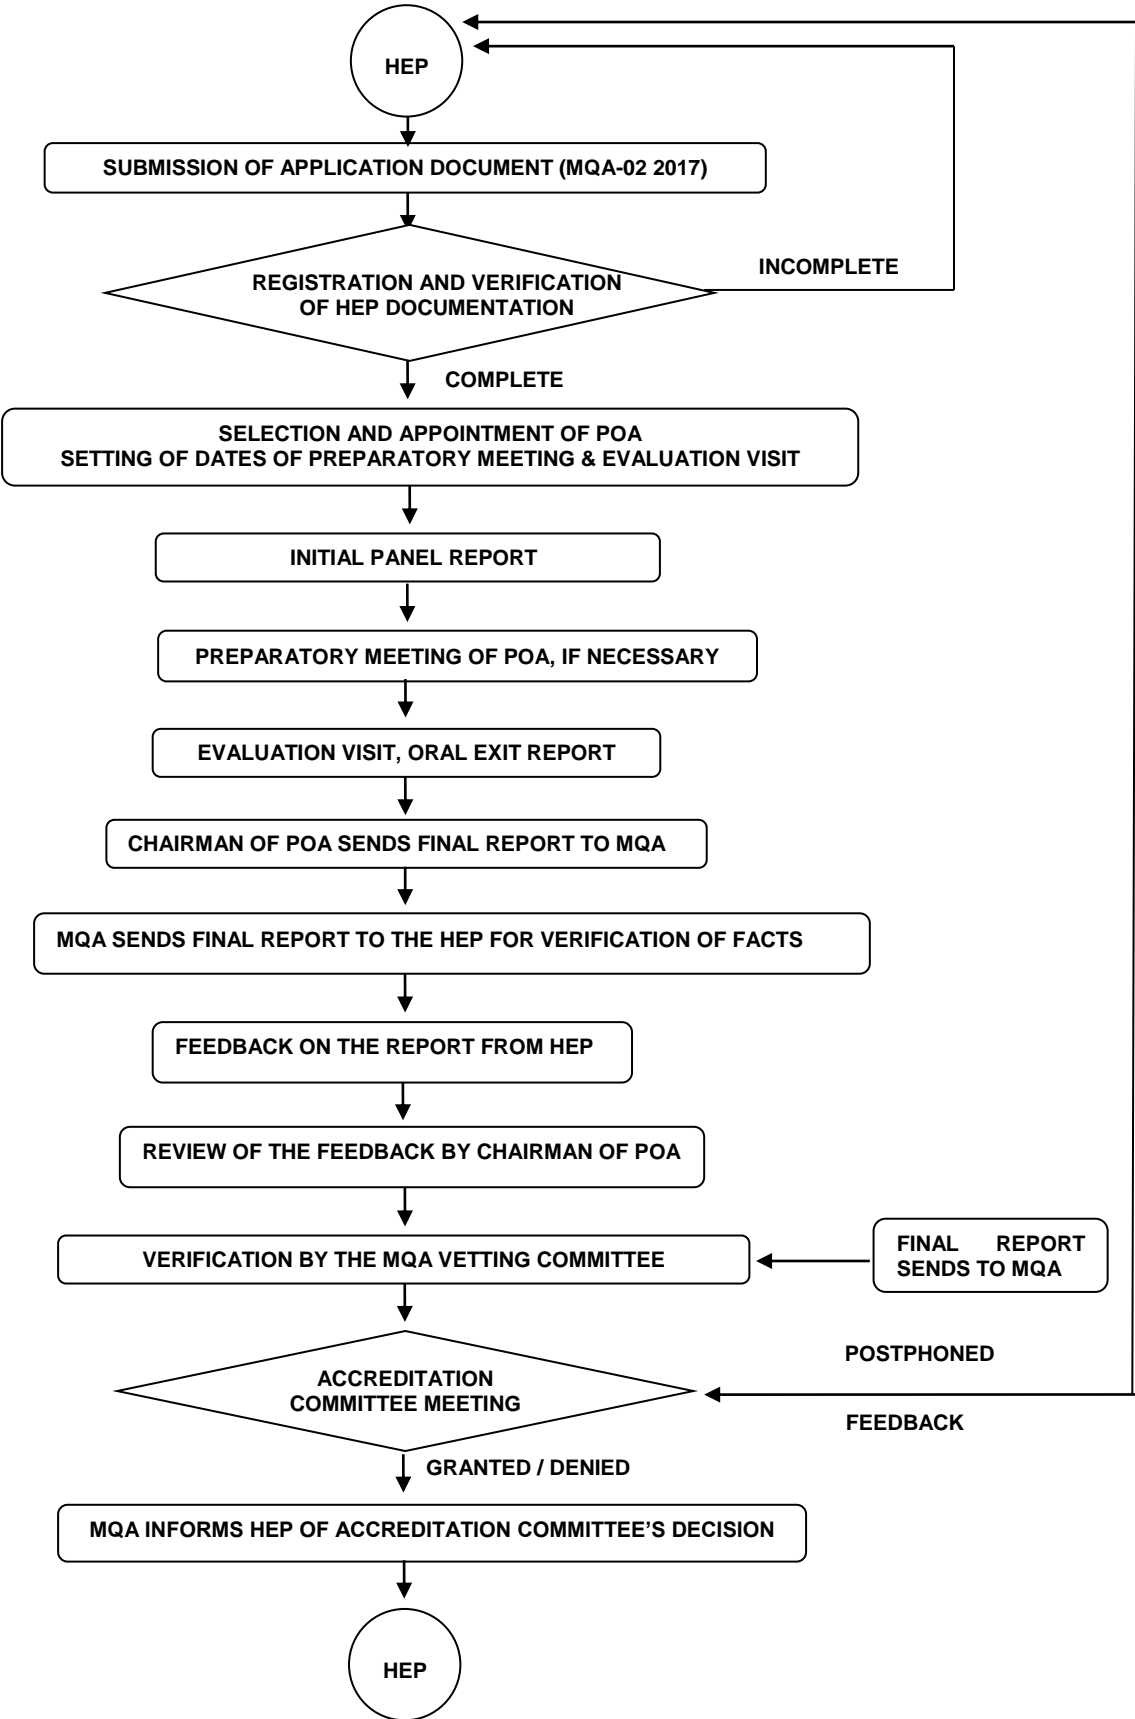 HEP
SUBMISSION OF APPLICATION DOCUMENT (MQA-02 2017)
REGISTRATION AND VERIFICATION
OF HEP DOCUMENTATION
INCOMPLETE
COMPLETE
SELECTION AND APPOINTMENT OF POA
SETTING OF DATES OF PREPARATORY MEETING & EVALUATION VISIT
INITIAL PANEL REPORT
PREPARATORY MEETING OF POA, IF NECESSARY
EVALUATION VISIT, ORAL EXIT REPORT
CHAIRMAN OF POA SENDS FINAL REPORT TO MQA
MQA SENDS FINAL REPORT TO THE HEP FOR VERIFICATION OF FACTS
FEEDBACK ON THE REPORT FROM HEP
REVIEW OF THE FEEDBACK BY CHAIRMAN OF POA
VERIFICATION BY THE MQA VETTING COMMITTEE
FINAL REPORT
SENDS TO MQA
ACCREDITATION
COMMITTEE MEETING
POSTPHONED
FEEDBACK
GRANTED / DENIED
MQA INFORMS HEP OF ACCREDITATION COMMITTEE’S DECISION
HEP